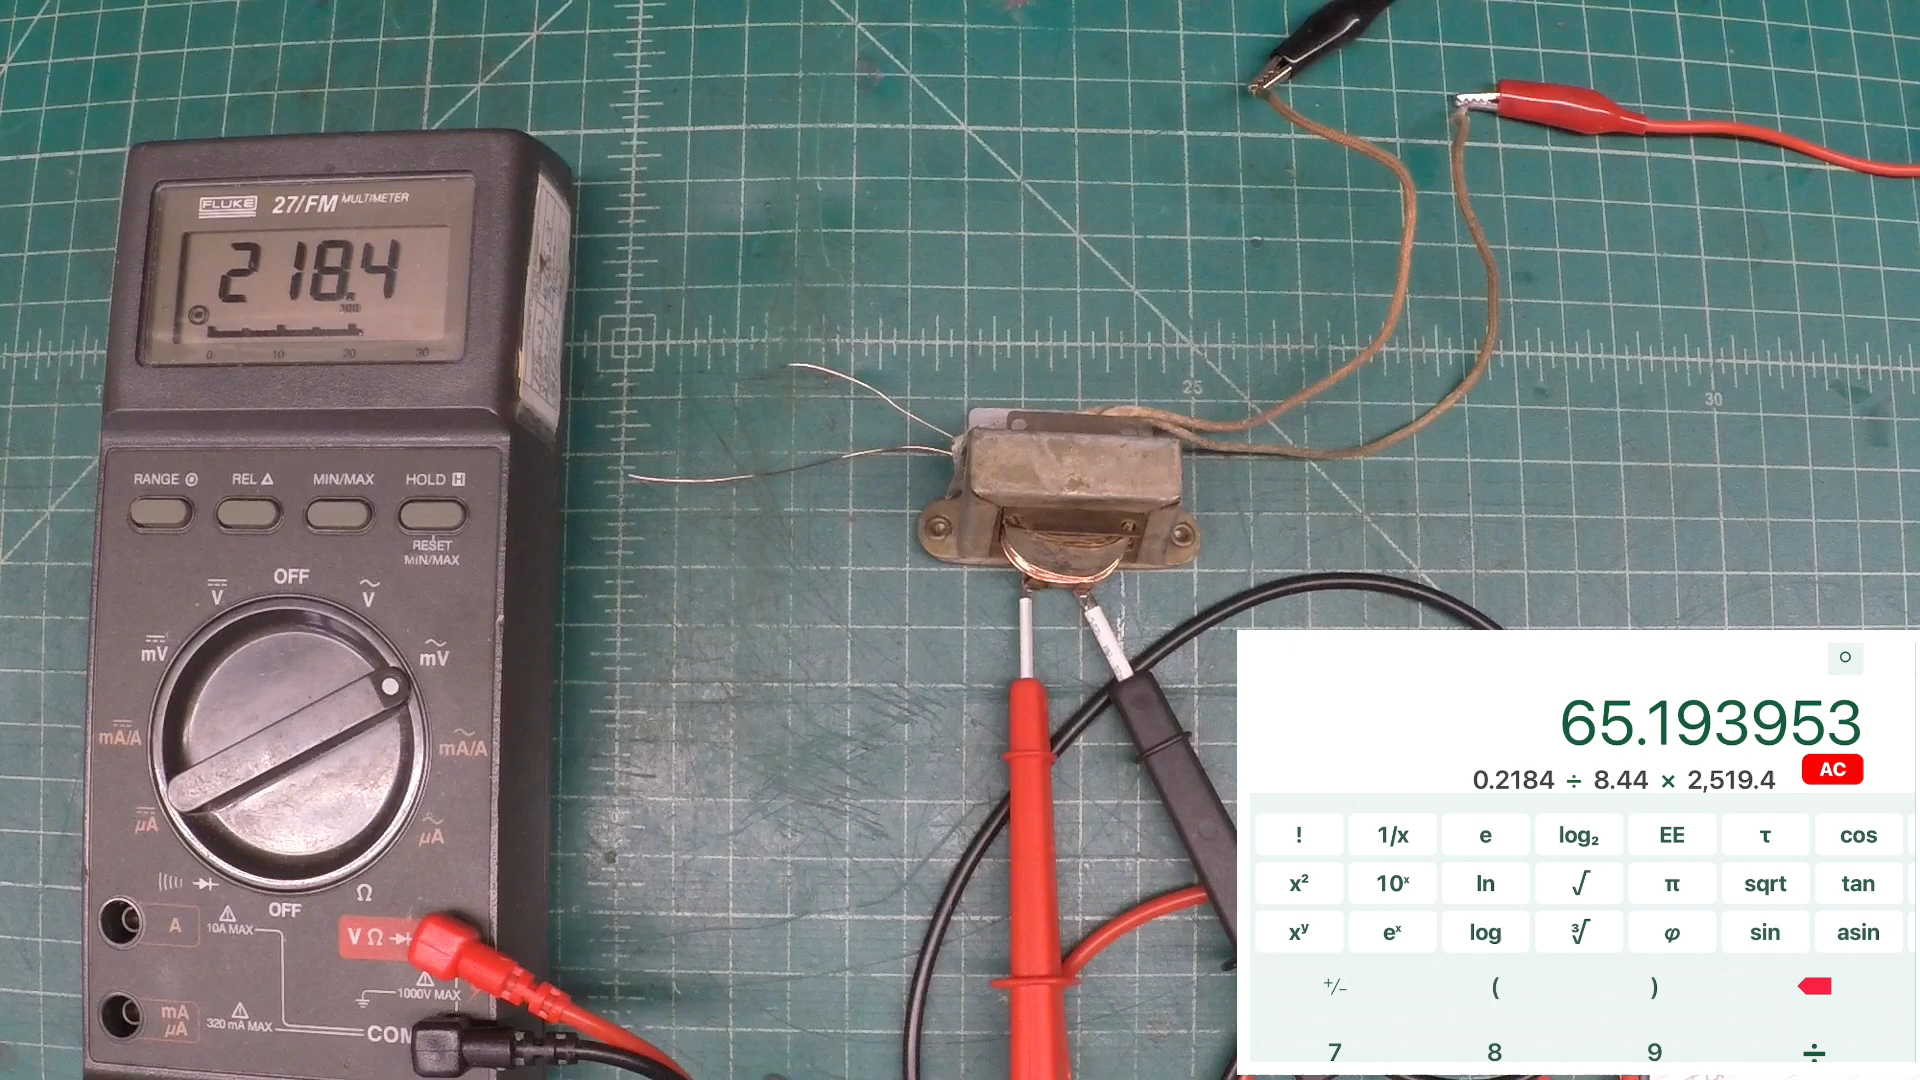 FLUKE 27/FM MULTIMETER
218.4
300
0 10 20 30
RANGE REL Δ MIN/MAX HOLD H
RESET
MIN/MAX
OFF
V
V
mV
mV
mA/A
mA/A
µA
µA
Ω
OFF
A
10A MAX
V Ω
1000V MAX
mA
µA
320 mA MAX
COM
25
30
65.193953
0.2184 ÷ 8.44 × 2,519.4
AC
! 1/x e log₂ EE τ cos
x² 10ˣ ln √ π sqrt tan
xʸ eˣ log ∛ φ sin asin
+/− ( )
7 8 9 ÷